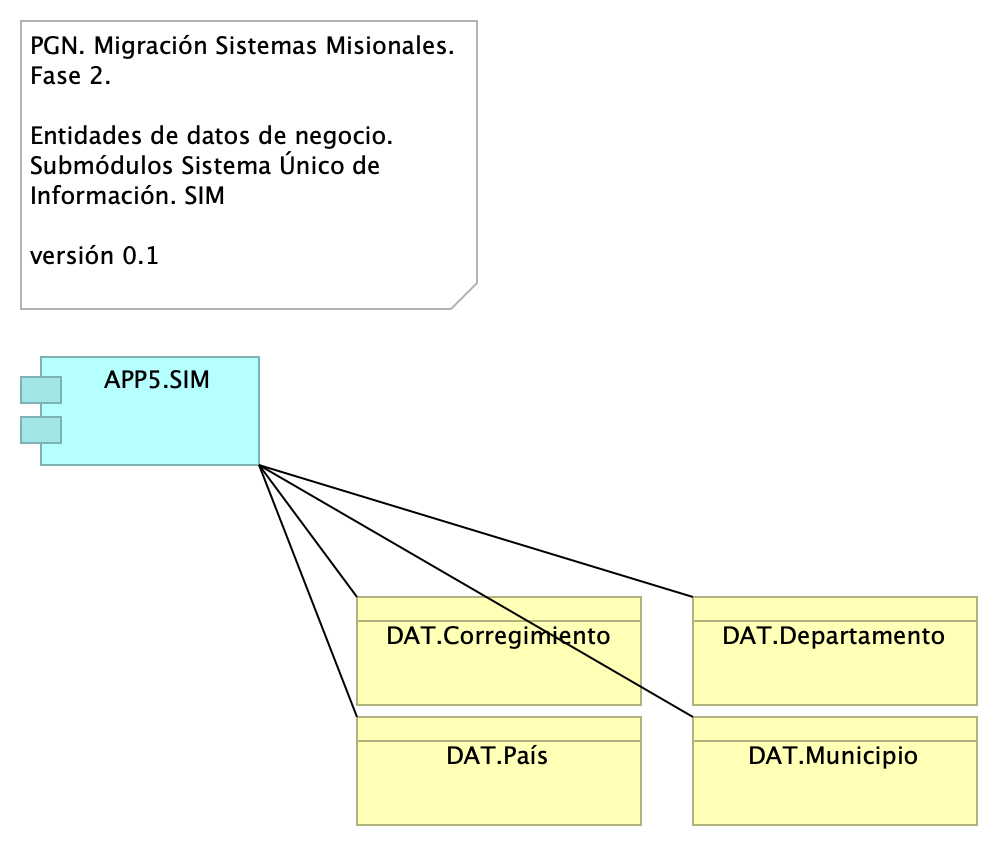 PGN. Migración Sistemas Misionales.
Fase 2.
Entidades de datos de negocio.
Submódulos Sistema Único de
Información. SIM
versión 0.1
APP5.SIM
DAT.Corregimiento
DAT.Departamento
DAT.País
DAT.Municipio